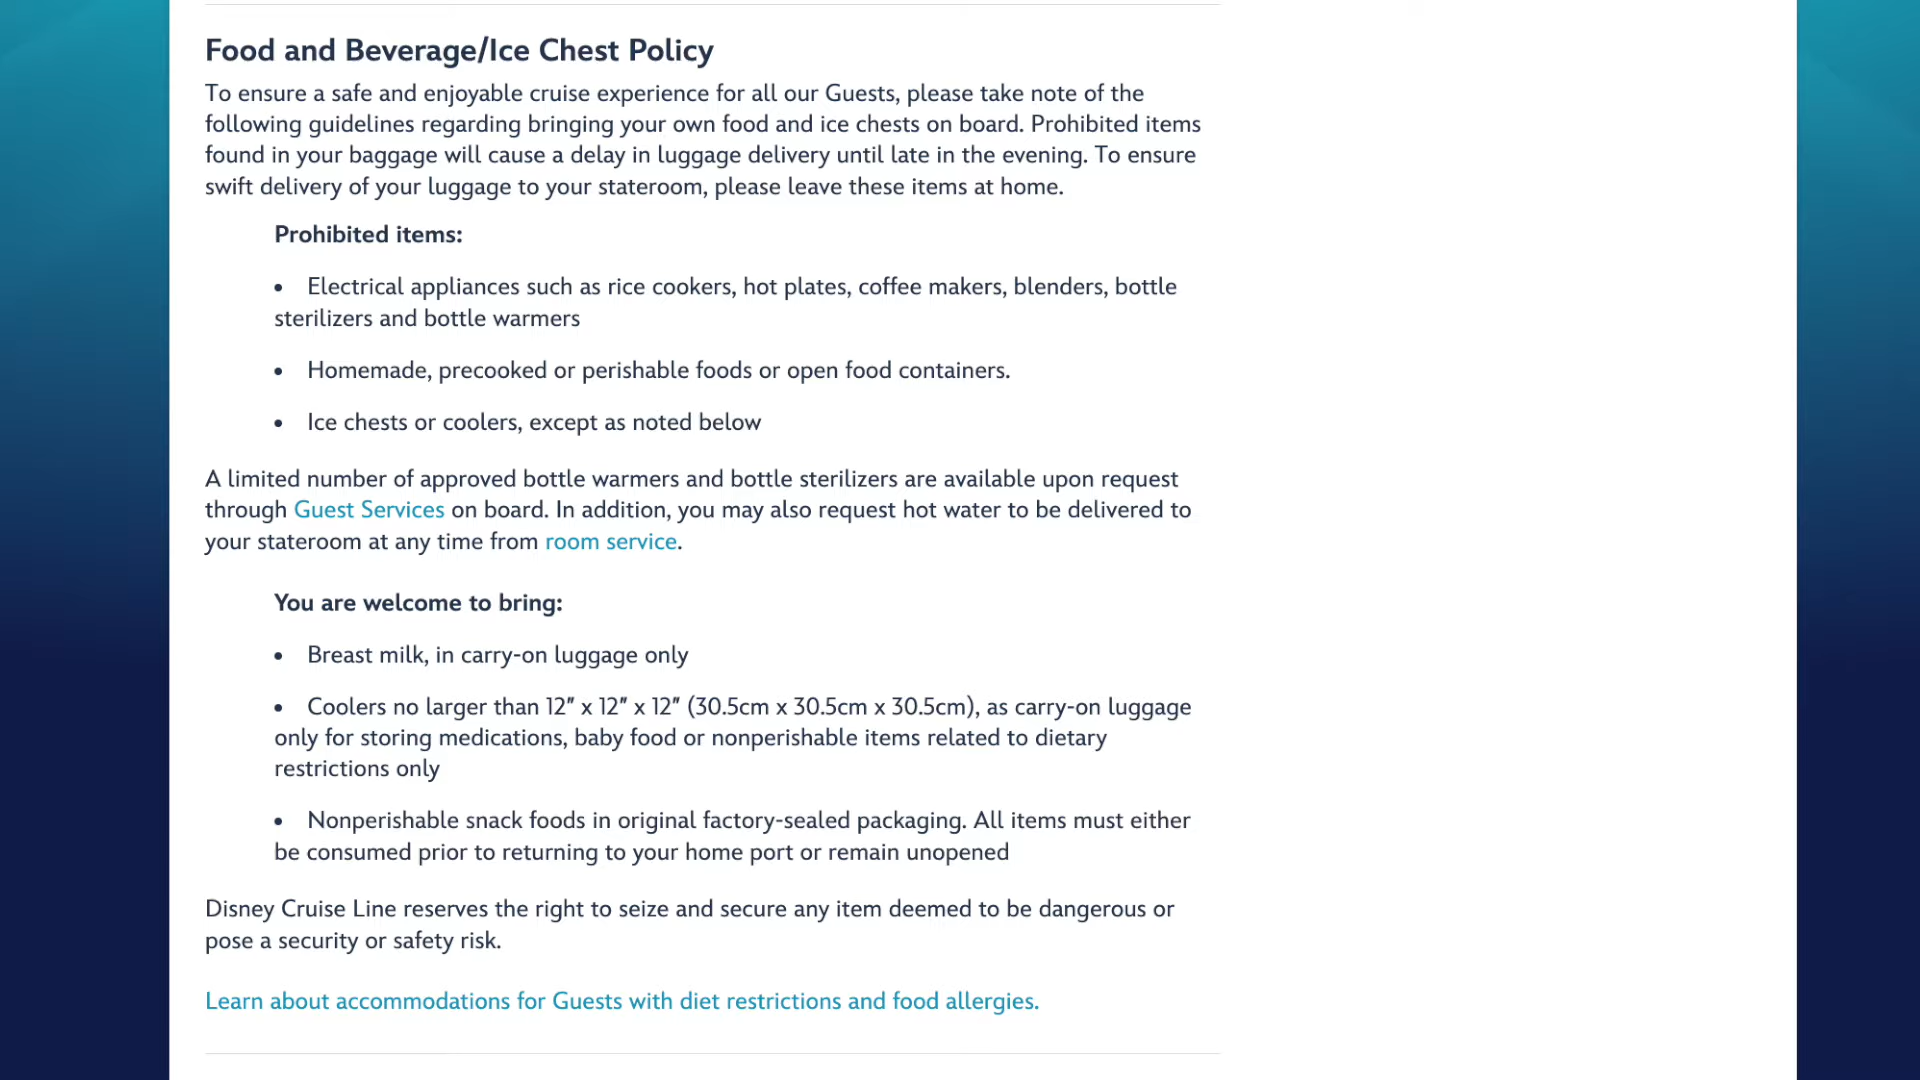 Food and Beverage/Ice Chest Policy
To ensure a safe and enjoyable cruise experience for all our Guests, please take note of the
following guidelines regarding bringing your own food and ice chests on board. Prohibited items
found in your baggage will cause a delay in luggage delivery until late in the evening. To ensure
swift delivery of your luggage to your stateroom, please leave these items at home.
Prohibited items:
• Electrical appliances such as rice cookers, hot plates, coffee makers, blenders, bottle
sterilizers and bottle warmers
• Homemade, precooked or perishable foods or open food containers.
• Ice chests or coolers, except as noted below
A limited number of approved bottle warmers and bottle sterilizers are available upon request
through Guest Services on board. In addition, you may also request hot water to be delivered to
your stateroom at any time from room service.
You are welcome to bring:
• Breast milk, in carry-on luggage only
• Coolers no larger than 12″ x 12″ x 12″ (30.5cm x 30.5cm x 30.5cm), as carry-on luggage
only for storing medications, baby food or nonperishable items related to dietary
restrictions only
• Nonperishable snack foods in original factory-sealed packaging. All items must either
be consumed prior to returning to your home port or remain unopened
Disney Cruise Line reserves the right to seize and secure any item deemed to be dangerous or
pose a security or safety risk.
Learn about accommodations for Guests with diet restrictions and food allergies.